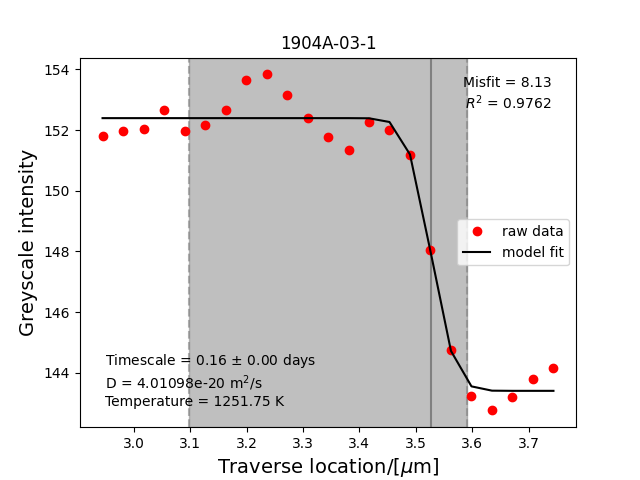 1904A-03-1
Misfit = 8.13
R² = 0.9762
154
152
150
148
146
144
Greyscale intensity
raw data
model fit
Timescale = 0.16 ± 0.00 days
D = 4.01098e-20 m²/s
Temperature = 1251.75 K
3.0 3.1 3.2 3.3 3.4 3.5 3.6 3.7
Traverse location/[μm]